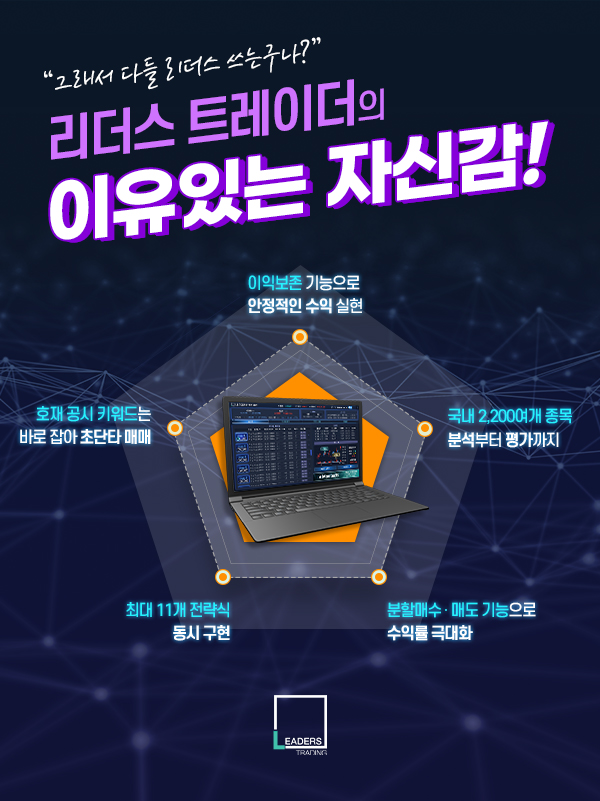 “그래서 다들 리더스 쓰는구나?”
리더스 트레이더의
이유있는 자신감!
이익보존 기능으로
안정적인 수익 실현
호재 공시 키워드는
바로 잡아 초단타 매매
국내 2,200여개 종목
분석부터 평가까지
최대 11개 전략식
동시 구현
분할매수 · 매도 기능으로
수익률 극대화
LEADERS
TRADING